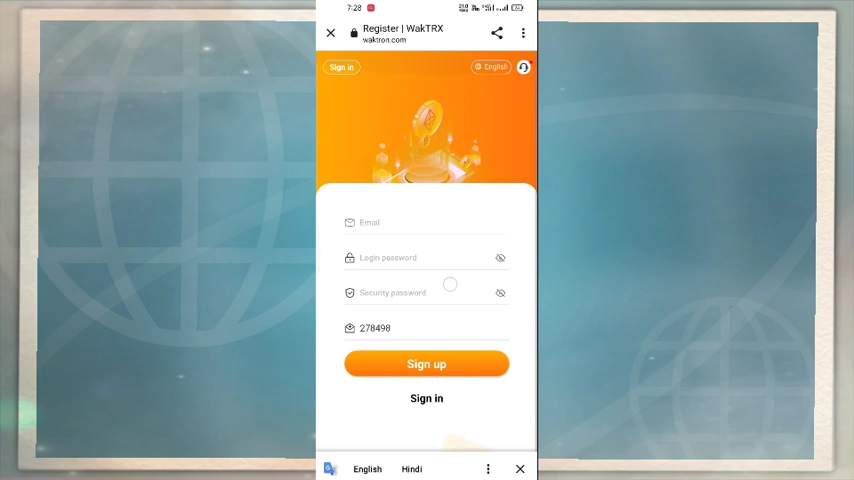 7:28
Register | WakTRX
waktron.com
Sign in
English
Email
Login password
Security password
278498
Sign up
Sign in
English Hindi